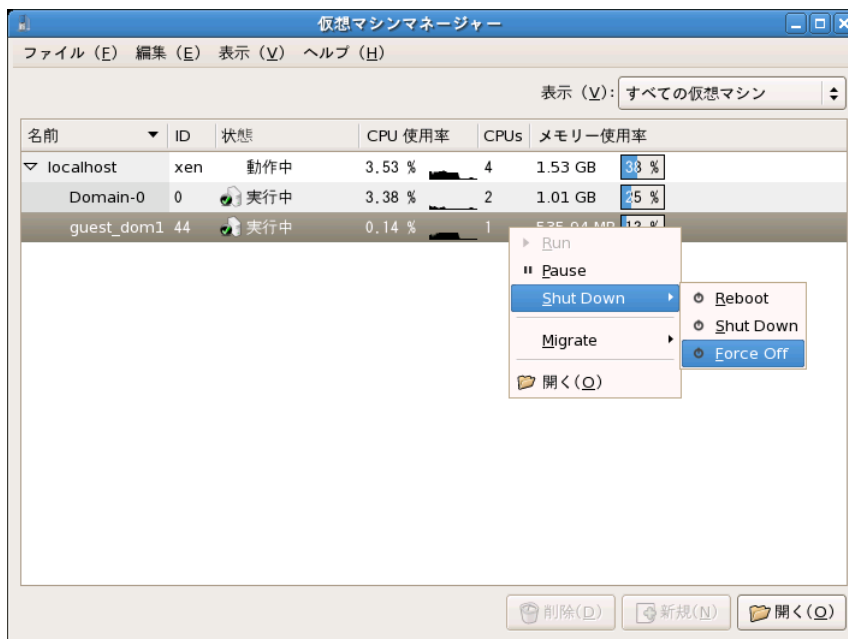 仮想マシンマネージャー
ファイル (F) 編集 (E) 表示 (V) ヘルプ (H)
表示 (V): すべての仮想マシン
名前 ID 状態 CPU 使用率 CPUs メモリー使用率
localhost xen 動作中 3.53 % 4 1.53 GB 38 %
Domain-0 0 実行中 3.38 % 2 1.01 GB 25 %
guest_dom1 44 実行中 0.14 % 1
Run
Pause
Shut Down
Migrate
開く(O)
Reboot
Shut Down
Force Off
削除(D) 新規(N) 開く(O)